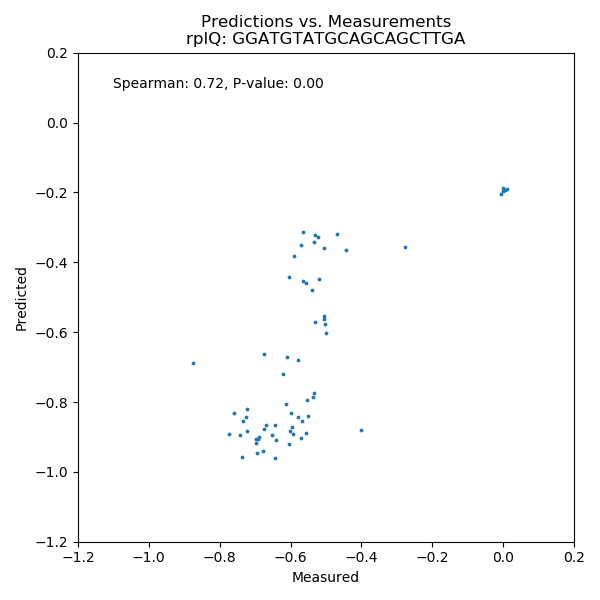 Predictions vs. Measurements
rplQ: GGATGTATGCAGCAGCTTGA
Spearman: 0.72, P-value: 0.00
0.2
0.0
−0.2
−0.4
−0.6
−0.8
−1.0
−1.2
Predicted
−1.2 −1.0 −0.8 −0.6 −0.4 −0.2 0.0 0.2
Measured